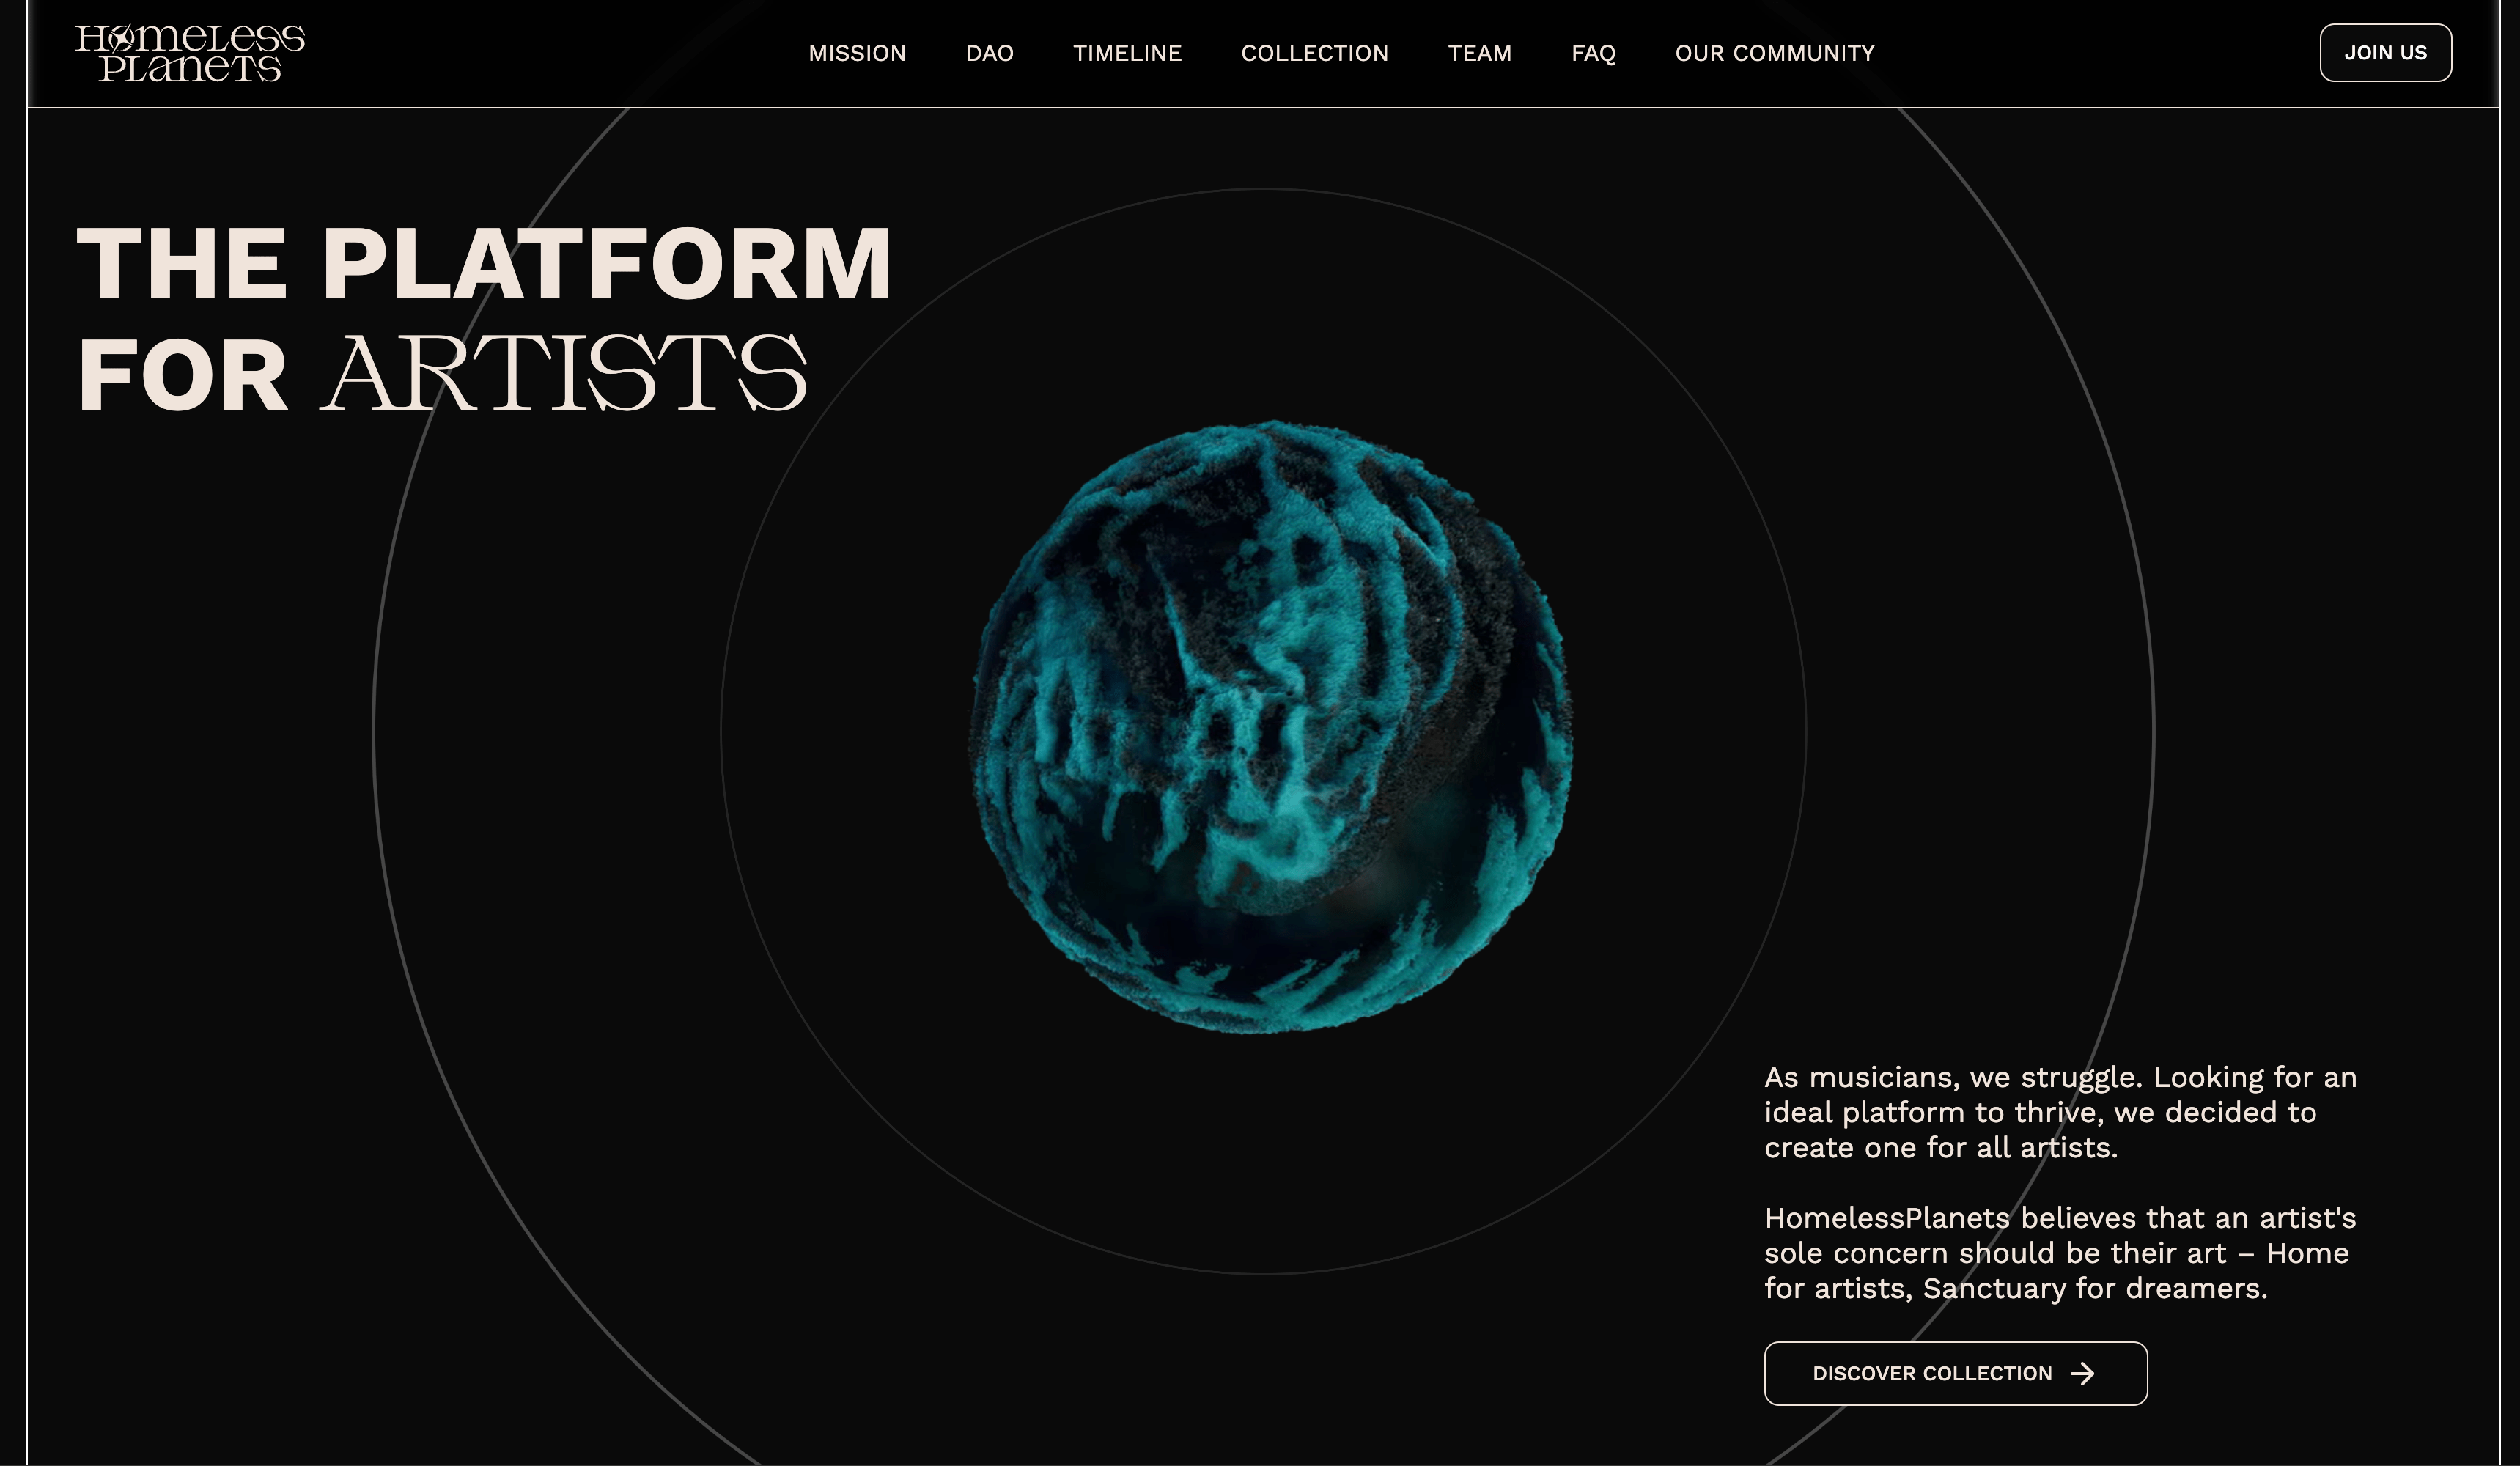 HOMELESS
PLANETS
MISSION DAO TIMELINE COLLECTION TEAM FAQ OUR COMMUNITY
JOIN US
THE PLATFORM
FOR ARTISTS
As musicians, we struggle. Looking for an
ideal platform to thrive, we decided to
create one for all artists.
HomelessPlanets believes that an artist's
sole concern should be their art – Home
for artists, Sanctuary for dreamers.
DISCOVER COLLECTION →